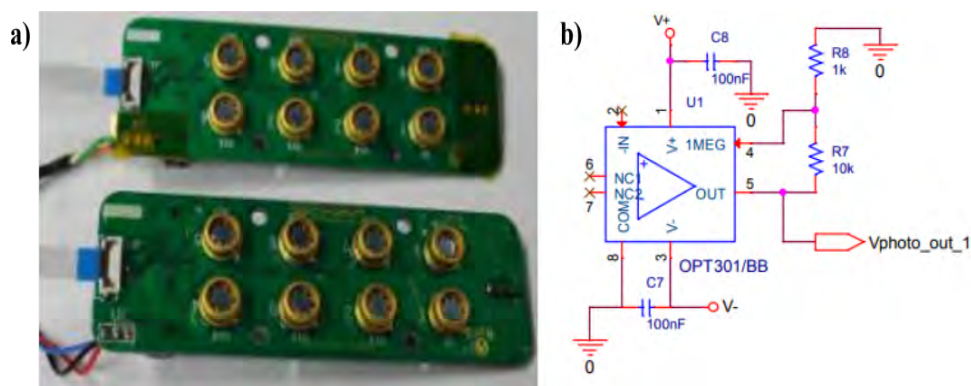 a)
b)
V+
C8
100nF
0
R8
1k
0
U1
2
1
-IN
V+
1MEG
4
R7
10k
6
NC1
7
NC2
OUT
5
COM
V-
8
3
OPT301/BB
Vphoto_out_1
C7
100nF
V-
0